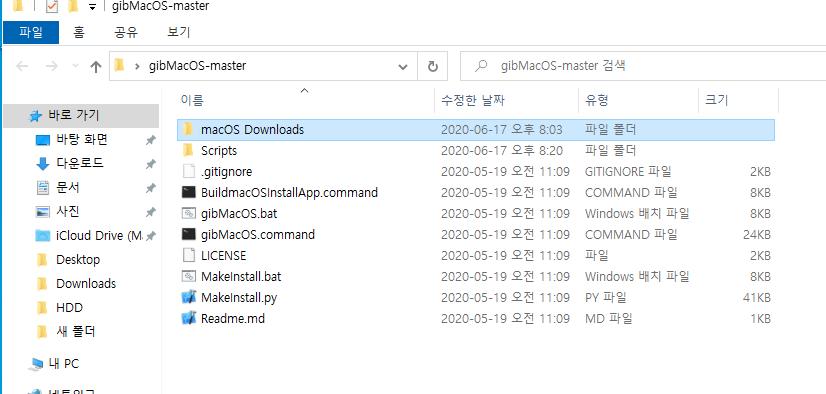 gibMacOS-master
파일 홈 공유 보기
gibMacOS-master gibMacOS-master 검색
이름 수정한 날짜 유형 크기
바로 가기
바탕 화면
다운로드
문서
사진
iCloud Drive (M
Desktop
Downloads
HDD
새 폴더
내 PC
macOS Downloads 2020-06-17 오후 8:03 파일 폴더
Scripts 2020-06-17 오후 8:20 파일 폴더
.gitignore 2020-05-19 오전 11:09 GITIGNORE 파일 2KB
BuildmacOSInstallApp.command 2020-05-19 오전 11:09 COMMAND 파일 8KB
gibMacOS.bat 2020-05-19 오전 11:09 Windows 배치 파일 8KB
gibMacOS.command 2020-05-19 오전 11:09 COMMAND 파일 24KB
LICENSE 2020-05-19 오전 11:09 파일 2KB
MakeInstall.bat 2020-05-19 오전 11:09 Windows 배치 파일 8KB
MakeInstall.py 2020-05-19 오전 11:09 PY 파일 41KB
Readme.md 2020-05-19 오전 11:09 MD 파일 1KB